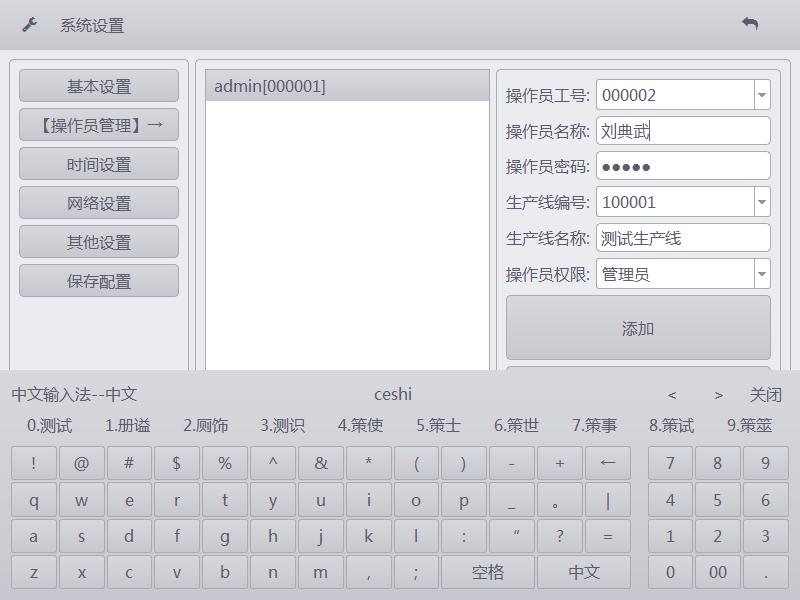 系统设置
基本设置
【操作员管理】→
时间设置
网络设置
其他设置
保存配置
admin[000001]
操作员工号: 000002
操作员名称: 刘典武
操作员密码: ●●●●●
生产线编号: 100001
生产线名称: 测试生产线
操作员权限: 管理员
添加
中文输入法--中文 ceshi < > 关闭
0.测试 1.册谥 2.厕饰 3.测识 4.策使 5.策士 6.策世 7.策事 8.策试 9.策筮
! @ # $ % ^ & * ( ) - + ← 7 8 9
q w e r t y u i o p _ 。 | 4 5 6
a s d f g h j k l : “ ? = 1 2 3
z x c v b n m , ; 空格 中文 0 00 .